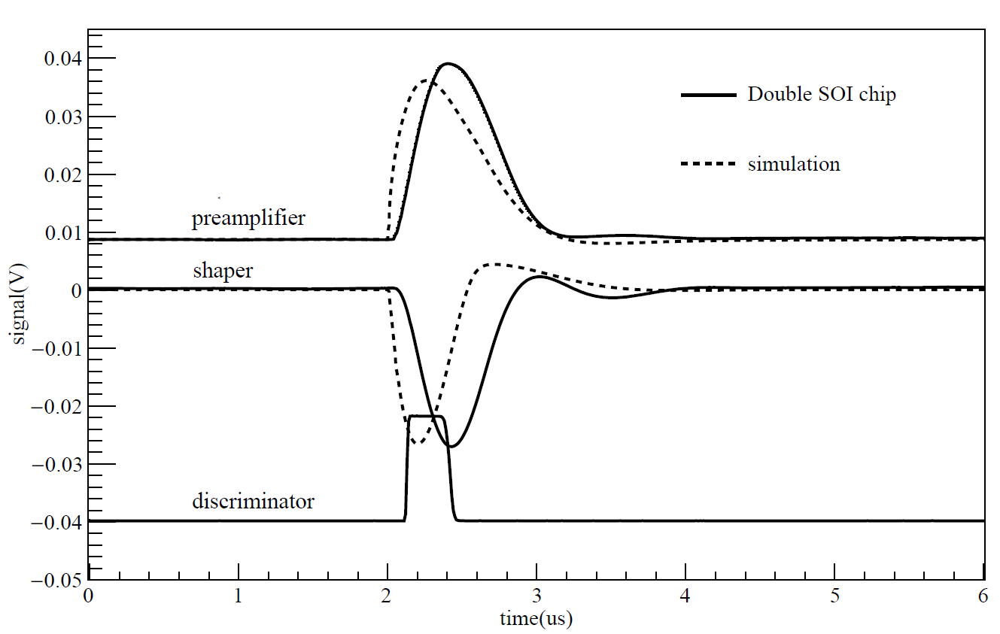 0.04
Double SOI chip
0.03
0.02
simulation
preamplifier
0.01
shaper
0
signal(V)
−0.01
−0.02
−0.03
discriminator
−0.04
−0.05
0 1 2 3 4 5 6
time(us)